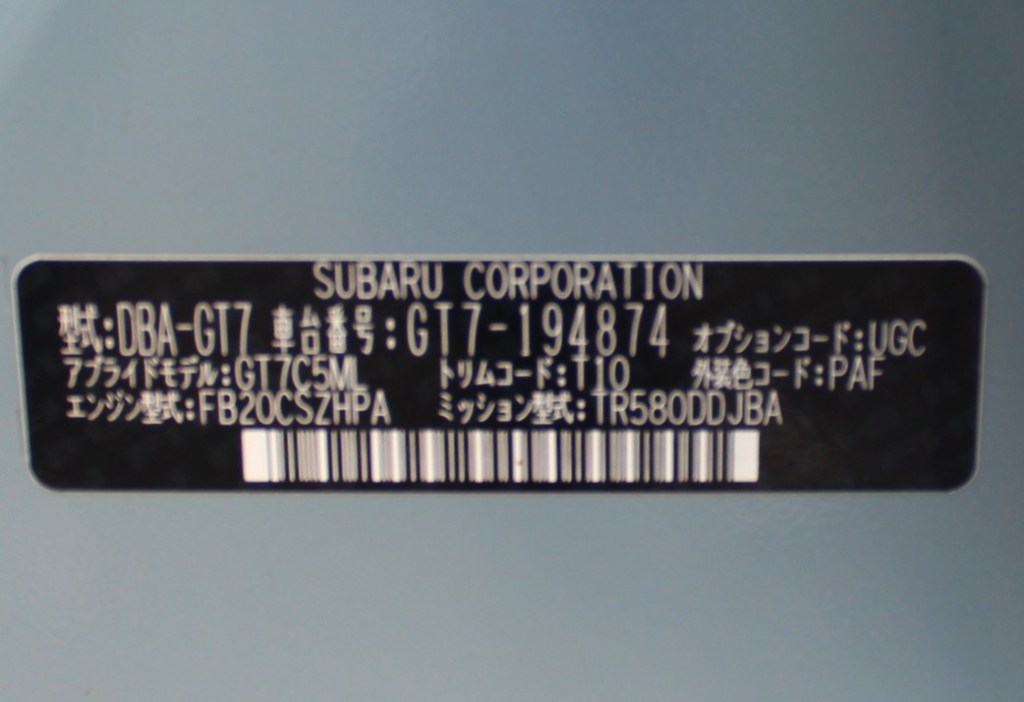 SUBARU CORPORATION
型式:DBA-GT7 車台番号:GT7-194874 オプションコード:UGC
アプライドモデル:GT7C5ML トリムコード:T10 外装色コード:PAF
エンジン型式:FB20CSZHPA ミッション型式:TR580DDJBA